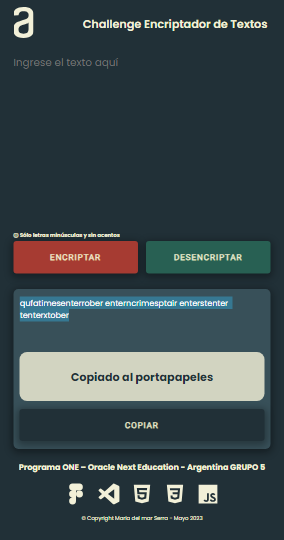 Challenge Encriptador de Textos
Ingrese el texto aquí
Sólo letras minúsculas y sin acentos
ENCRIPTAR
DESENCRIPTAR
qufatimesenterrober enterncrimesptair enterstenter
tenterxtober
Copiado al portapapeles
COPIAR
Programa ONE – Oracle Next Education - Argentina GRUPO 5
JS
© Copyright Maria del mar Serra - Mayo 2023